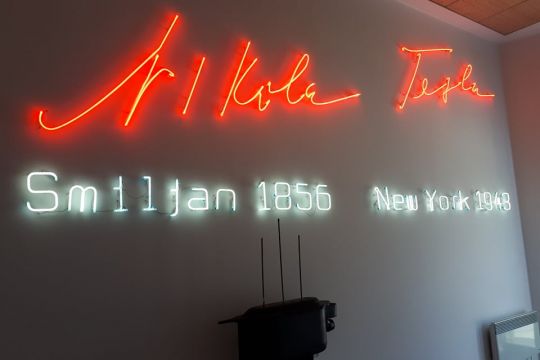 Nikola Tesla
Smiljan 1856 New York 1943